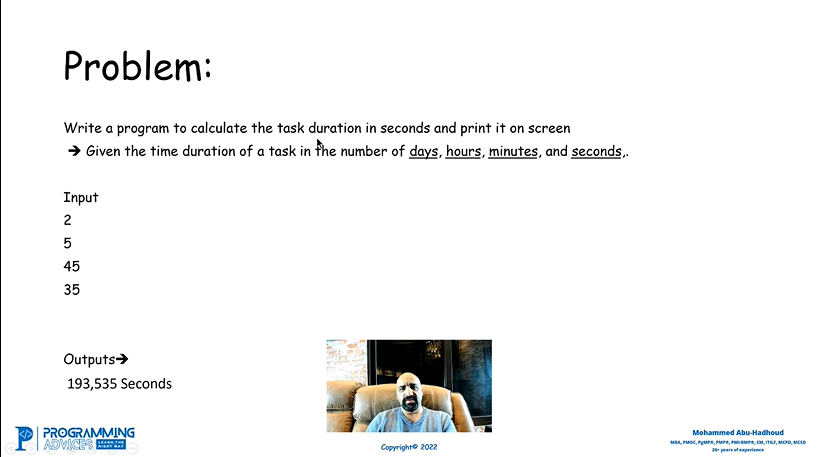 Problem:
Write a program to calculate the task duration in seconds and print it on screen
➔ Given the time duration of a task in the number of days, hours, minutes, and seconds,.
Input
2
5
45
35
Outputs➔
193,535 Seconds
PROGRAMMING
ADVICES LEARN THE RIGHT WAY
Copyright© 2022
Mohammed Abu-Hadhoud
MBA, PMOC, PgMP®, PMP®, PMI-RMP®, CM, ITILF, MCPD, MCSD
26+ years of experience